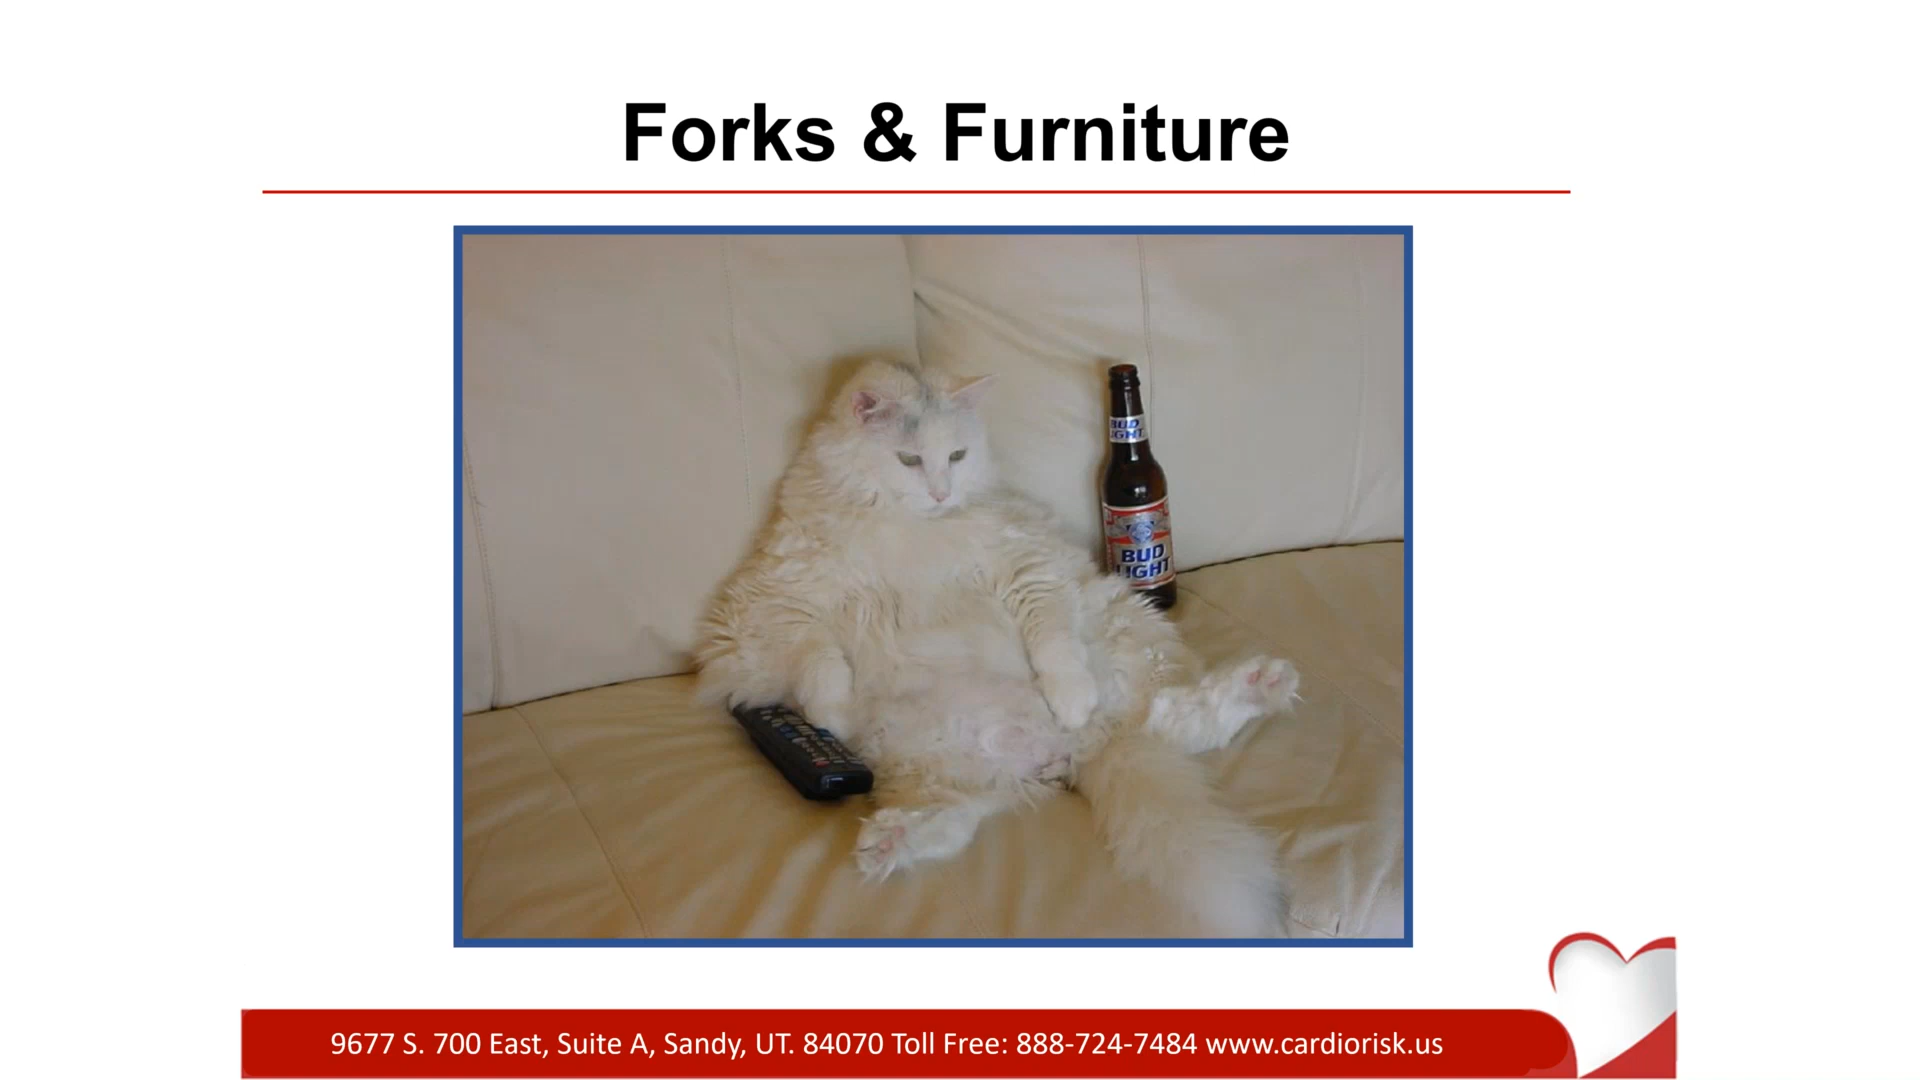 Forks & Furniture
BUD
LIGHT
BUD
LIGHT
9677 S. 700 East, Suite A, Sandy, UT. 84070 Toll Free: 888-724-7484 www.cardiorisk.us